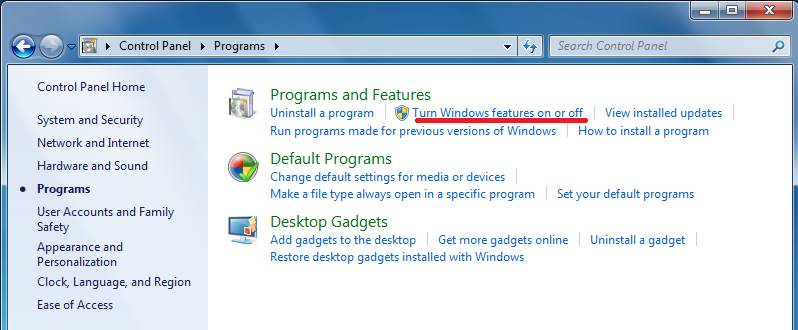 Control Panel Programs
Search Control Panel
Control Panel Home
System and Security
Network and Internet
Hardware and Sound
Programs
User Accounts and Family
Safety
Appearance and
Personalization
Clock, Language, and Region
Ease of Access
Programs and Features
Uninstall a program Turn Windows features on or off View installed updates
Run programs made for previous versions of Windows How to install a program
Default Programs
Change default settings for media or devices
Make a file type always open in a specific program Set your default programs
Desktop Gadgets
Add gadgets to the desktop Get more gadgets online Uninstall a gadget
Restore desktop gadgets installed with Windows